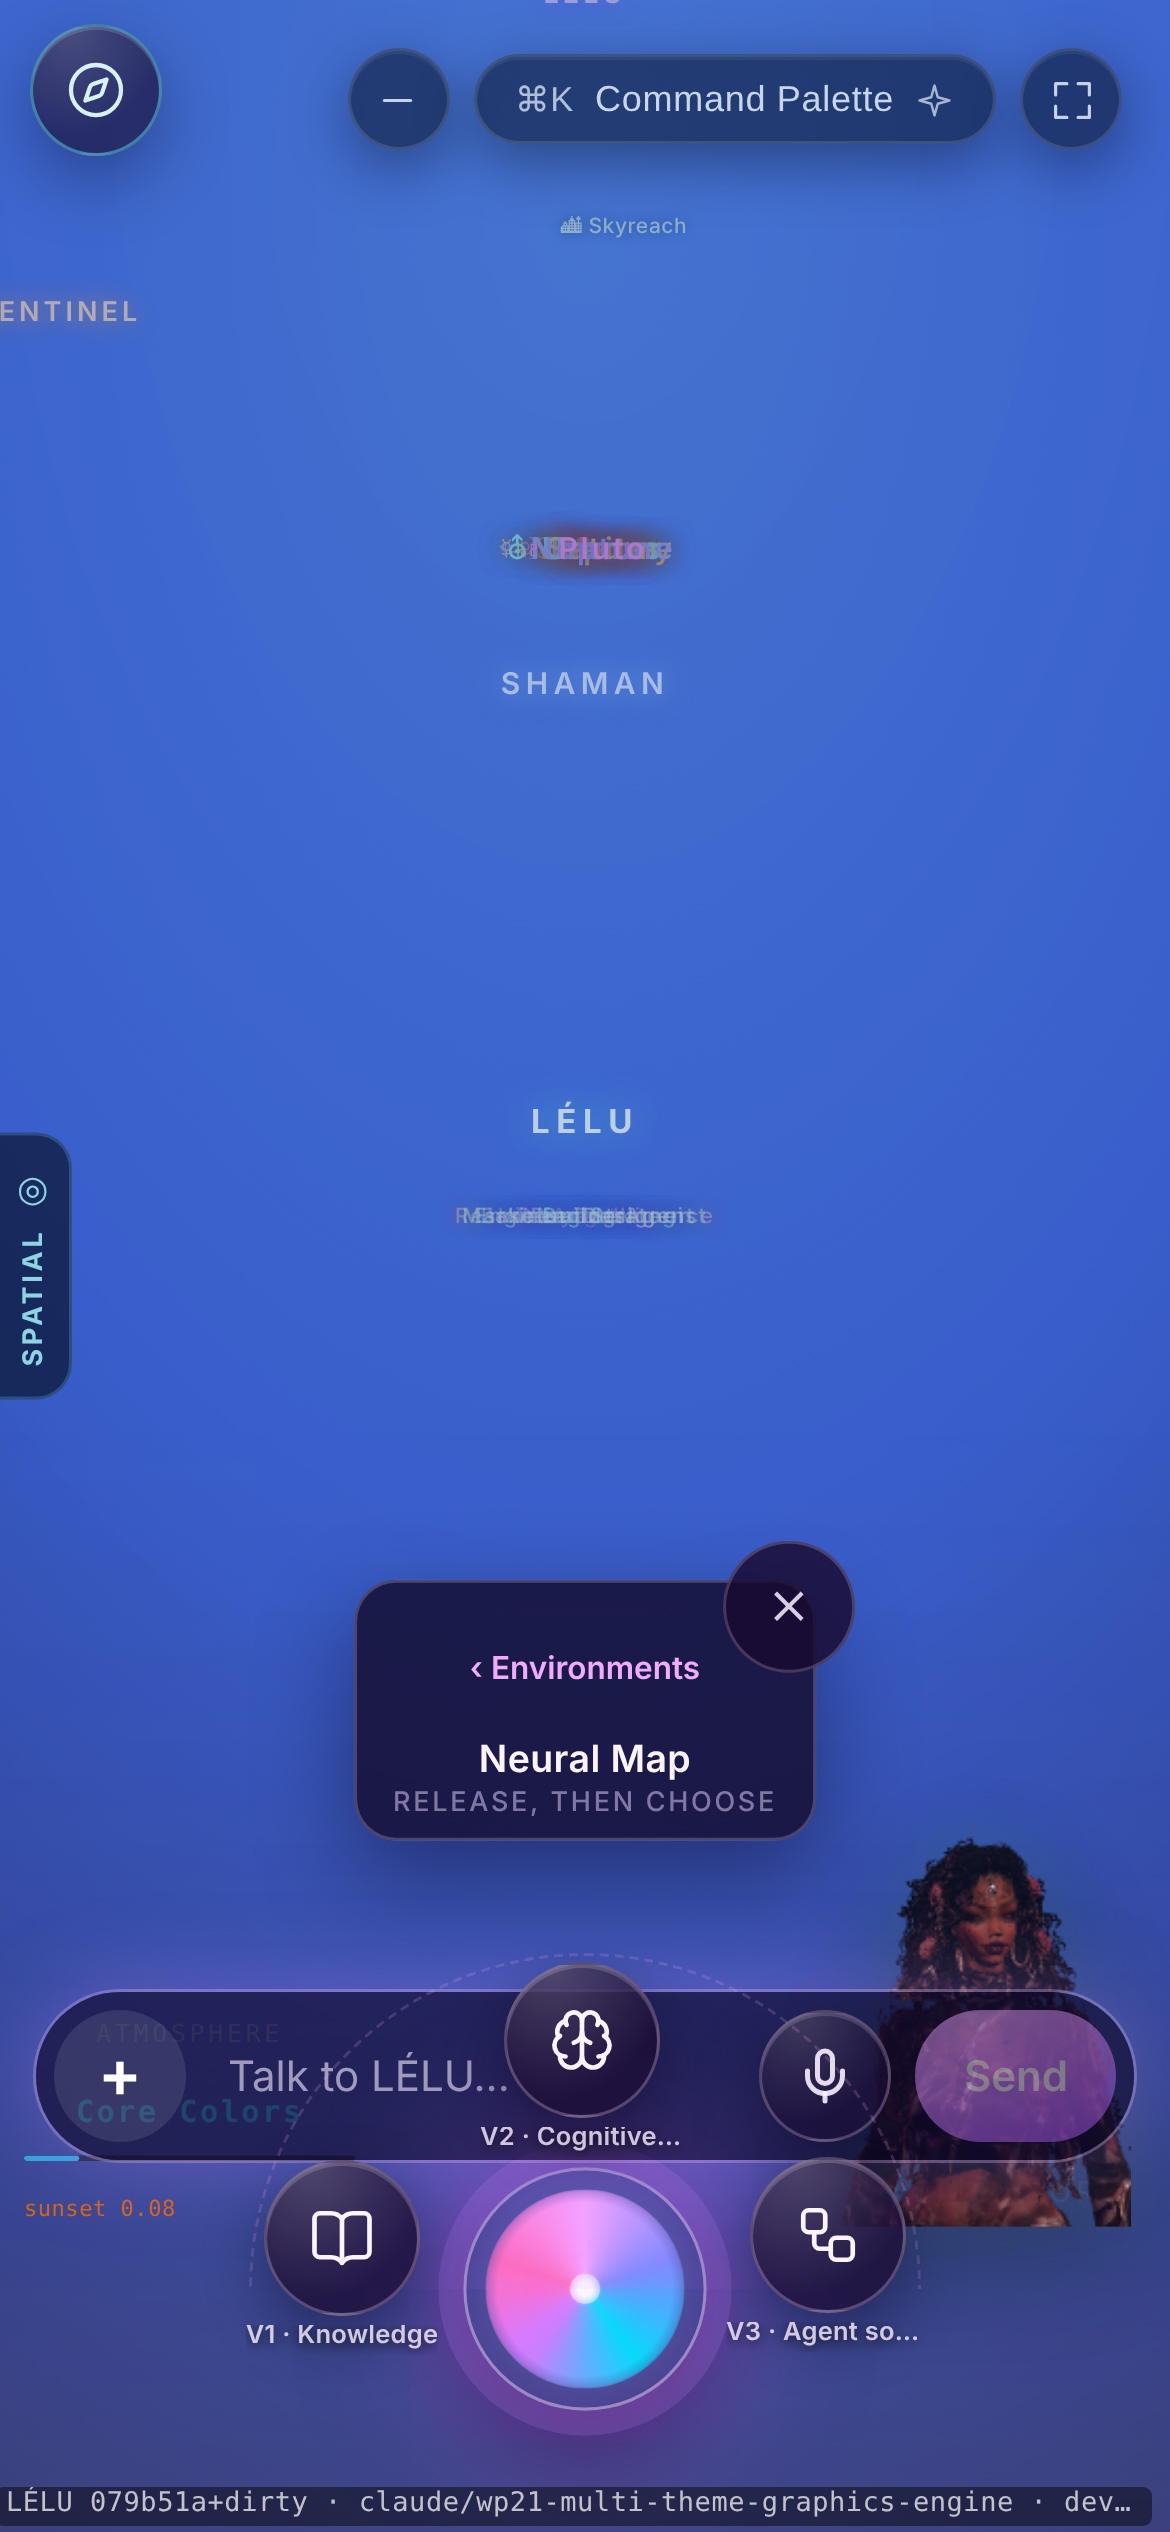 ⌘K Command Palette
Skyreach
ENTINEL
Pluto
SHAMAN
LÉLU
SPATIAL
‹ Environments
Neural Map
RELEASE, THEN CHOOSE
ATMOSPHERE
Talk to LÉLU...
Send
Core Colors
V2 · Cognitive...
sunset 0.08
V1 · Knowledge
V3 · Agent so...
LÉLU 079b51a+dirty · claude/wp21-multi-theme-graphics-engine · dev…